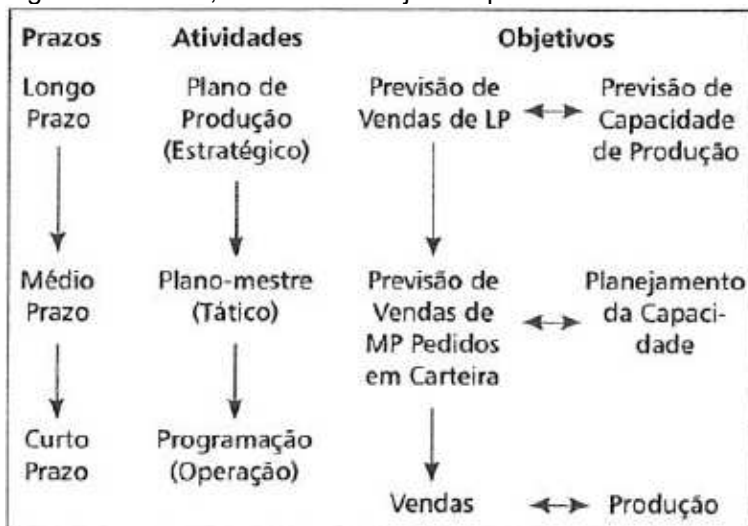 Prazos Atividades Objetivos
Longo Plano de Previsão de Previsão de
Prazo Produção Vendas de LP Capacidade
(Estratégico) de Produção
Médio Plano-mestre Previsão de Planejamento
Prazo (Tático) Vendas de da Capaci-
MP Pedidos dade
em Carteira
Curto Programação
Prazo (Operação)
Vendas Produção